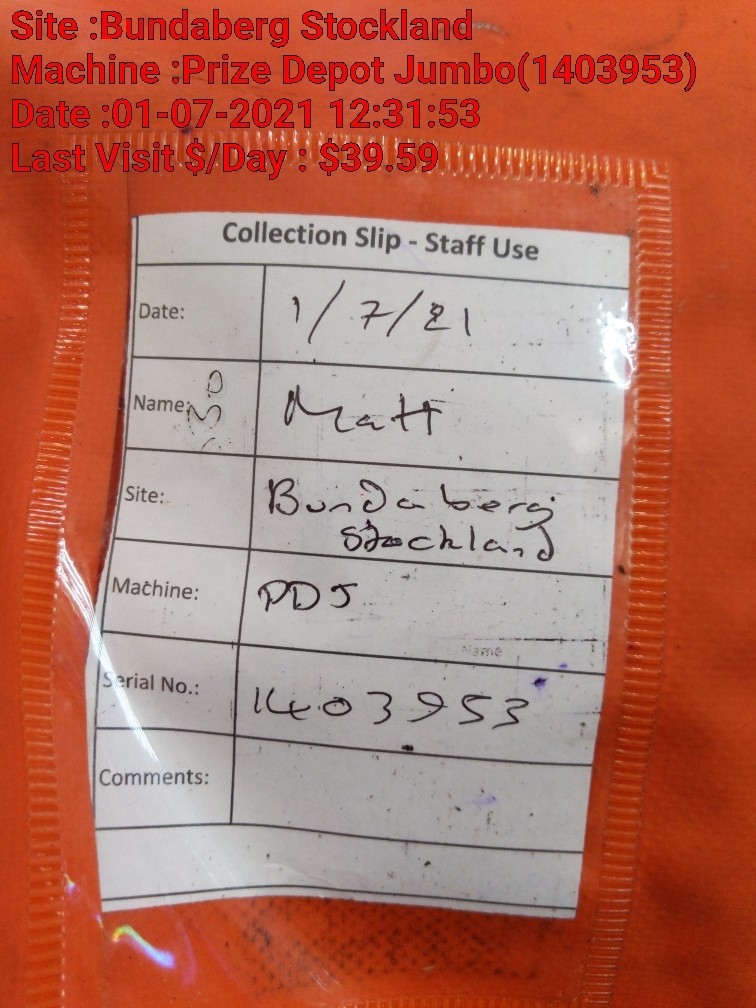 Site :Bundaberg Stockland
Machine :Prize Depot Jumbo(1403953)
Date :01-07-2021 12:31:53
Last Visit $/Day : $39.59
Collection Slip - Staff Use
Date: 1/7/21
Name: Matt
Site: Bundaberg
Stockland
Machine: PDJ
Name
Serial No.: 1403953
Comments: